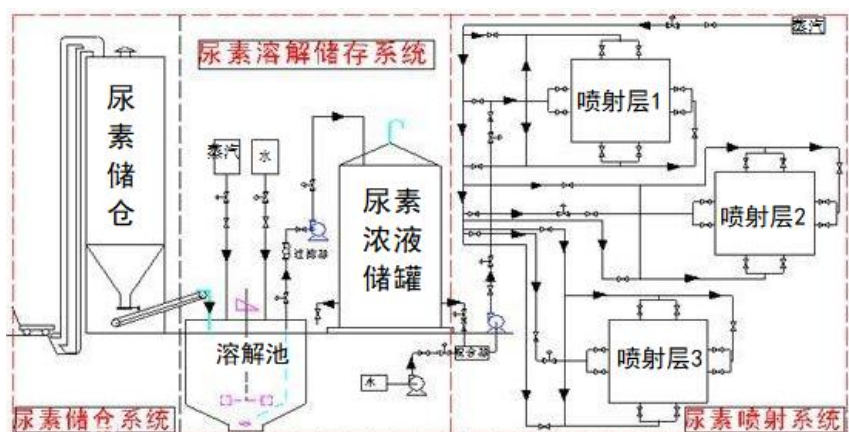 蒸汽
尿素溶解储存系统
尿素储仓
喷射层1
蒸汽
水
尿素浓液储罐
喷射层2
过滤器
溶解池
喷射层3
混合器
水
尿素储仓系统
尿素喷射系统